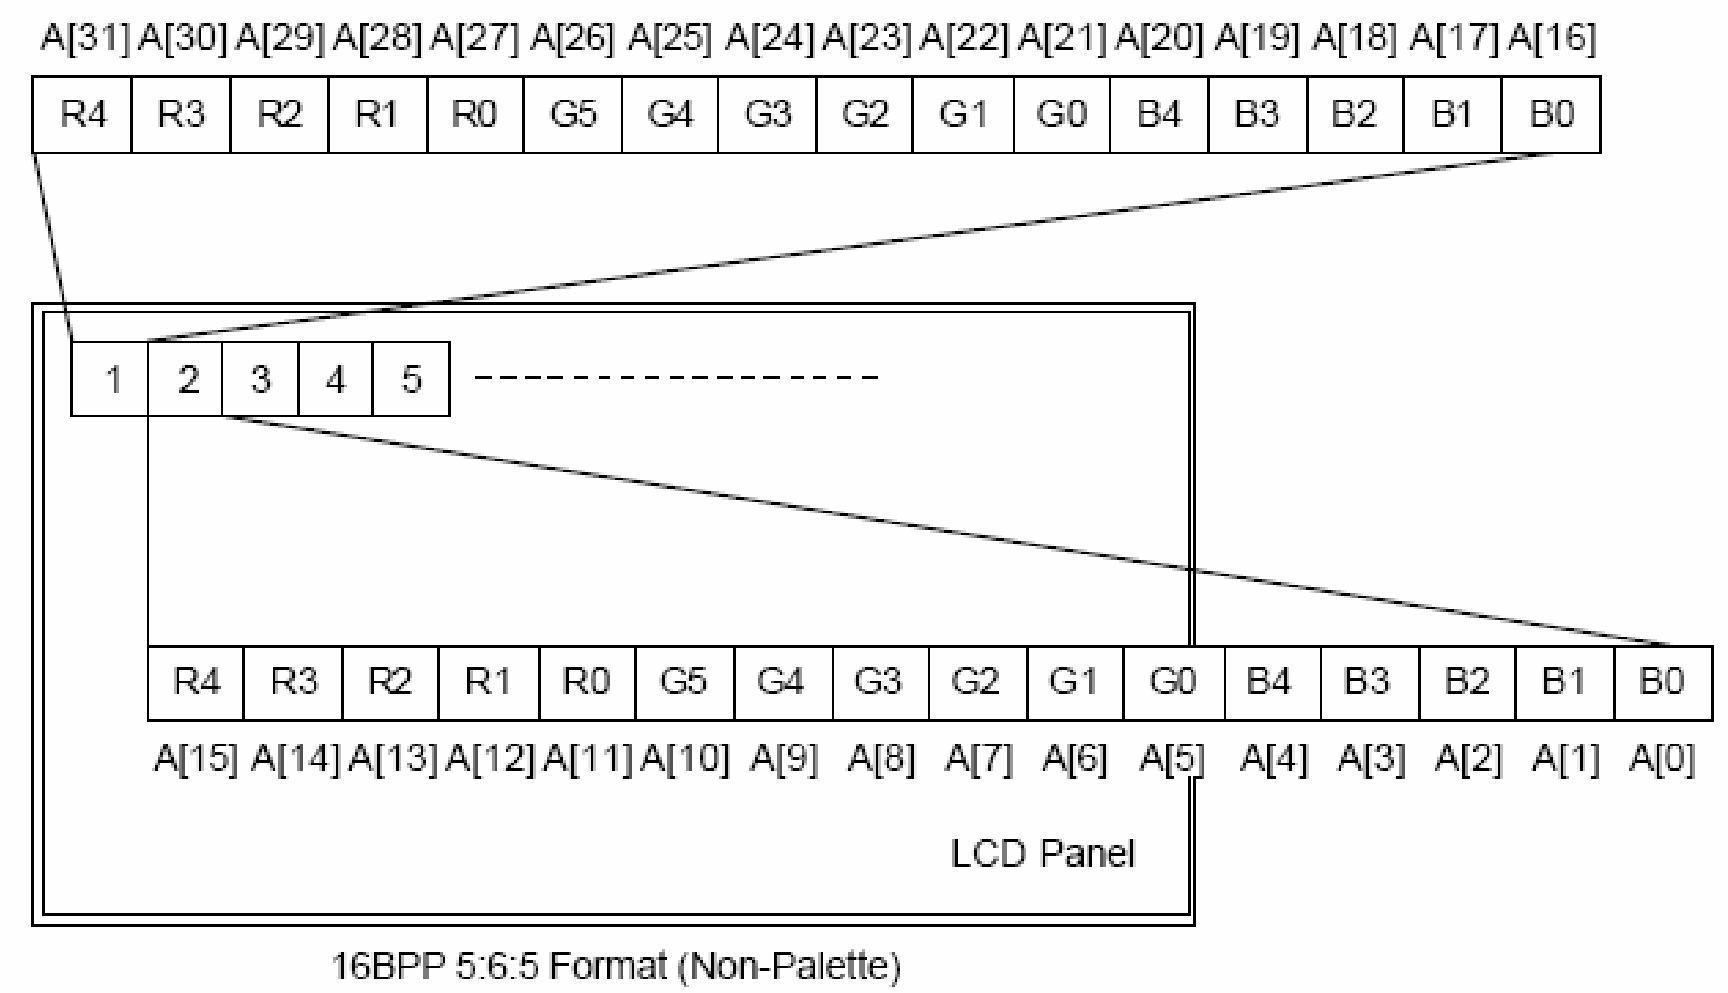 A[31] A[30] A[29] A[28] A[27] A[26] A[25] A[24] A[23] A[22] A[21] A[20] A[19] A[18] A[17] A[16]
R4 R3 R2 R1 R0 G5 G4 G3 G2 G1 G0 B4 B3 B2 B1 B0
1 2 3 4 5
R4 R3 R2 R1 R0 G5 G4 G3 G2 G1 G0 B4 B3 B2 B1 B0
A[15] A[14] A[13] A[12] A[11] A[10] A[9] A[8] A[7] A[6] A[5] A[4] A[3] A[2] A[1] A[0]
LCD Panel
16BPP 5:6:5 Format (Non-Palette)